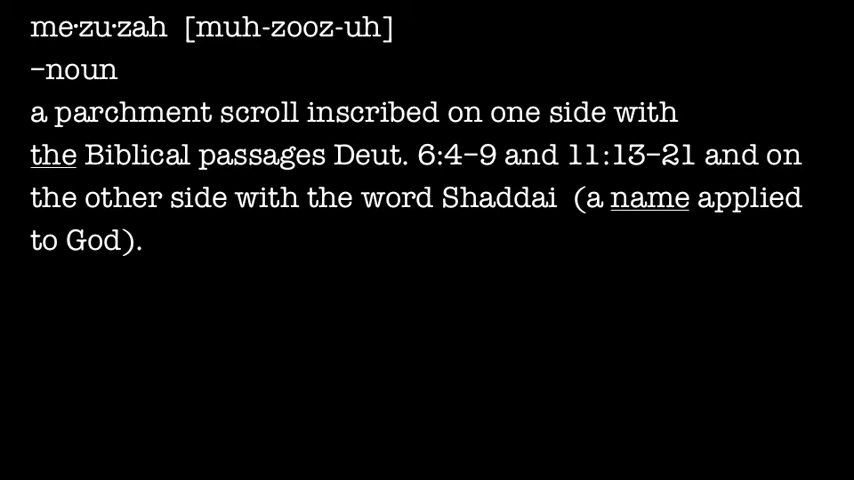 me·zu·zah [muh-zooz-uh]
–noun
a parchment scroll inscribed on one side with
the Biblical passages Deut. 6:4–9 and 11:13–21 and on
the other side with the word Shaddai (a name applied
to God).